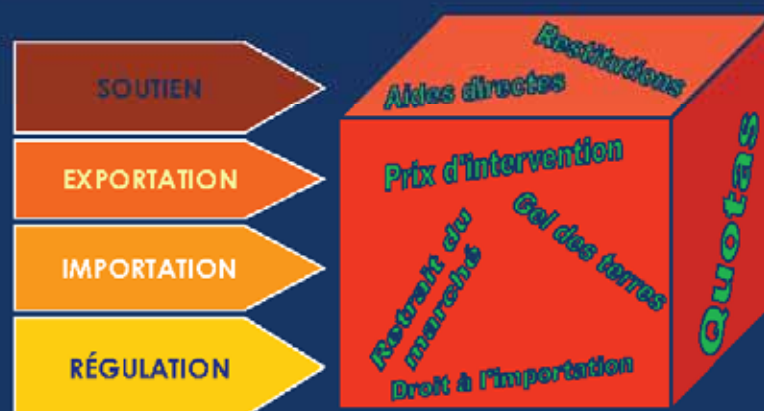 SOUTIEN
EXPORTATION
IMPORTATION
RÉGULATION
Restitutions
Aides directes
Prix d'intervention
Gel des terres
Retrait du
marché
Droit à l'importation
Quotas